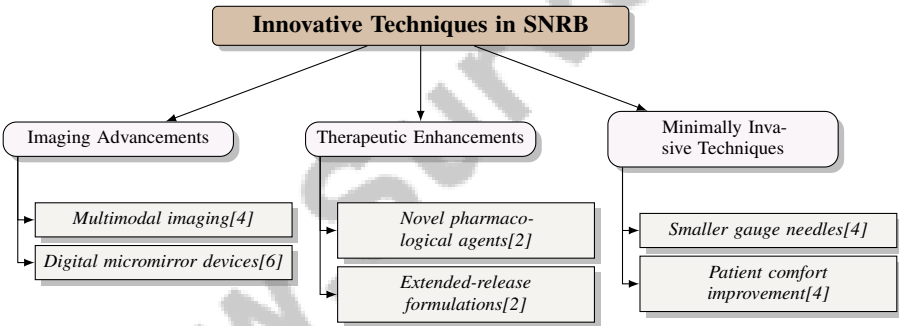 Innovative Techniques in SNRB
Imaging Advancements
Multimodal imaging[4]
Digital micromirror devices[6]
Therapeutic Enhancements
Novel pharmaco-
logical agents[2]
Extended-release
formulations[2]
Minimally Inva-
sive Techniques
Smaller gauge needles[4]
Patient comfort
improvement[4]